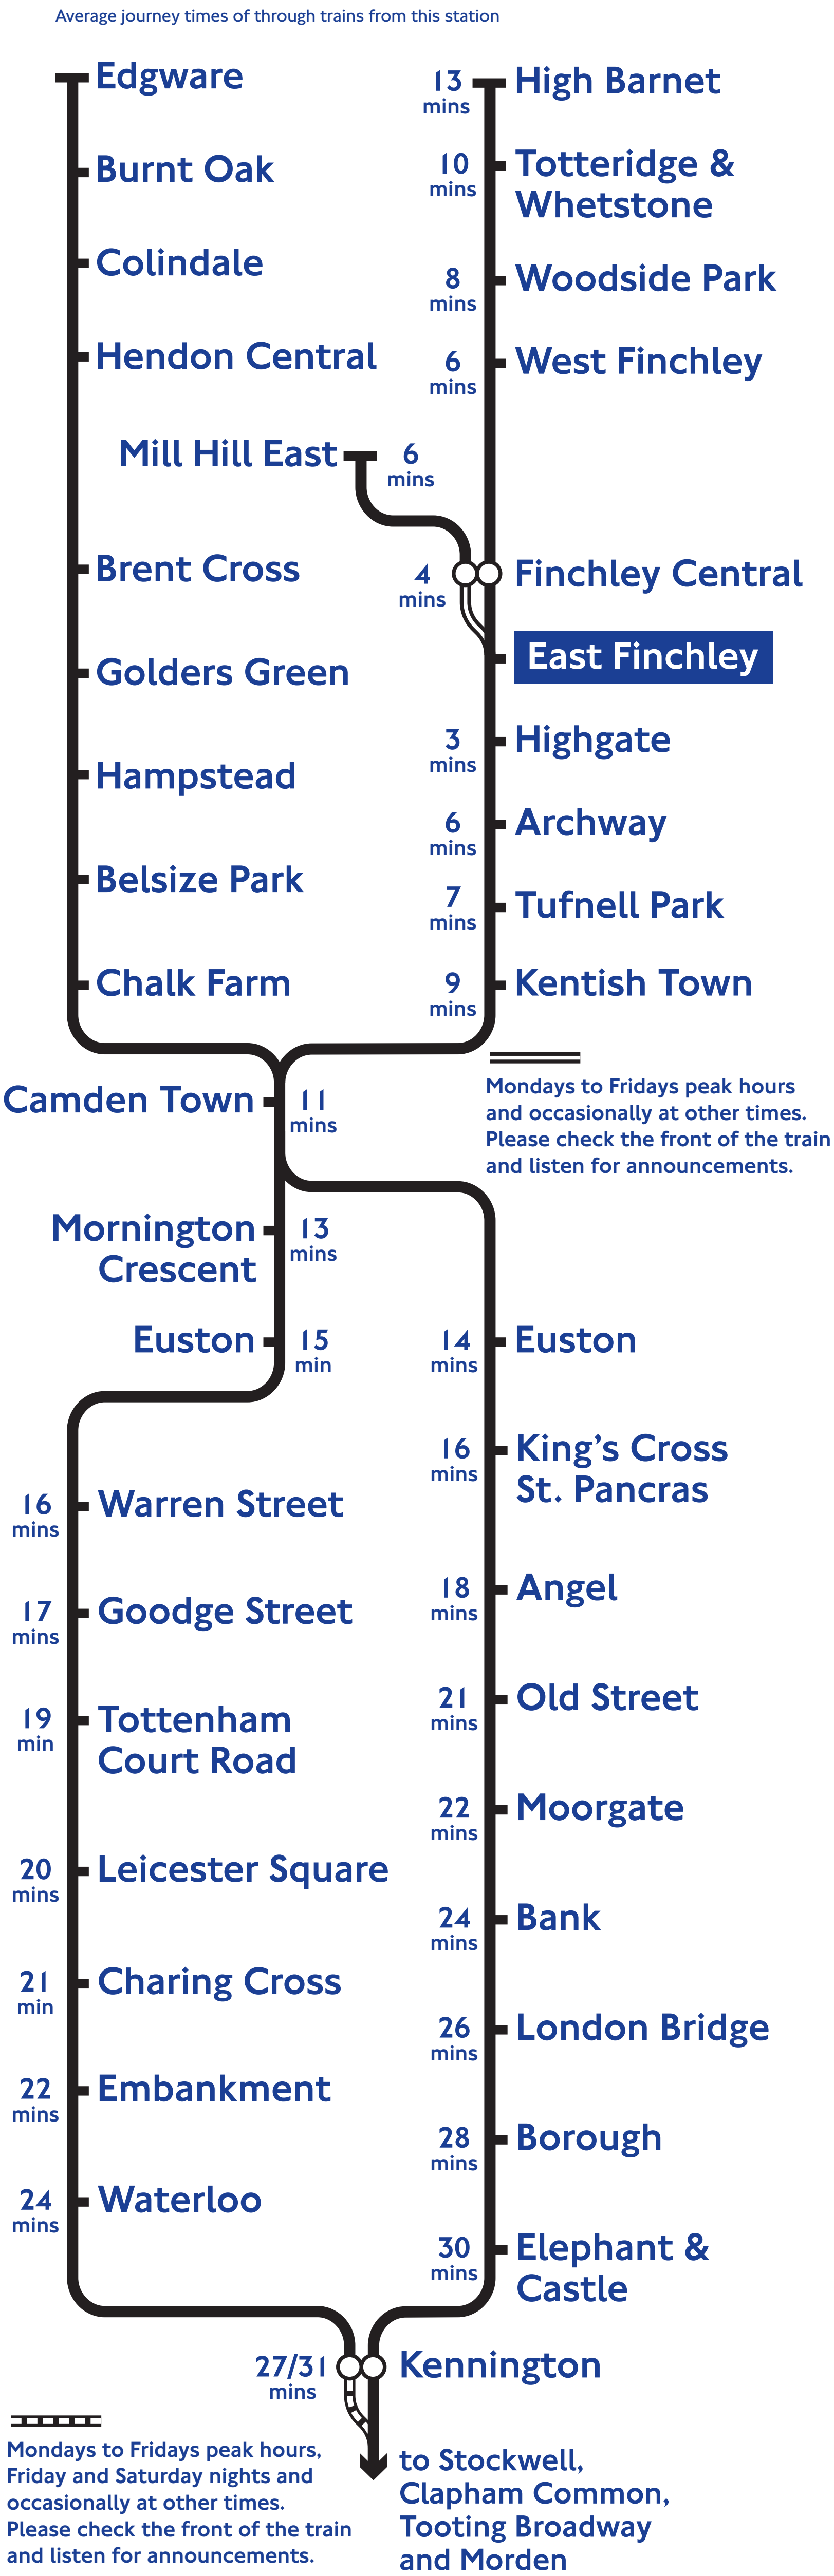 Average journey times of through trains from this station
Edgware
Burnt Oak
Colindale
Hendon Central
Mill Hill East
6
mins
Brent Cross
Golders Green
Hampstead
Belsize Park
Chalk Farm
13
mins
High Barnet
10
mins
Totteridge &
Whetstone
8
mins
Woodside Park
6
mins
West Finchley
4
mins
Finchley Central
East Finchley
3
mins
Highgate
6
mins
Archway
7
mins
Tufnell Park
9
mins
Kentish Town
Mondays to Fridays peak hours
and occasionally at other times.
Please check the front of the train
and listen for announcements.
Camden Town
11
mins
Mornington
Crescent
13
mins
Euston
15
min
16
mins
Warren Street
17
mins
Goodge Street
19
min
Tottenham
Court Road
20
mins
Leicester Square
21
min
Charing Cross
22
mins
Embankment
24
mins
Waterloo
14
mins
Euston
16
mins
King’s Cross
St. Pancras
18
mins
Angel
21
mins
Old Street
22
mins
Moorgate
24
mins
Bank
26
mins
London Bridge
28
mins
Borough
30
mins
Elephant &
Castle
27/31
mins
Kennington
Mondays to Fridays peak hours,
Friday and Saturday nights and
occasionally at other times.
Please check the front of the train
and listen for announcements.
to Stockwell,
Clapham Common,
Tooting Broadway
and Morden